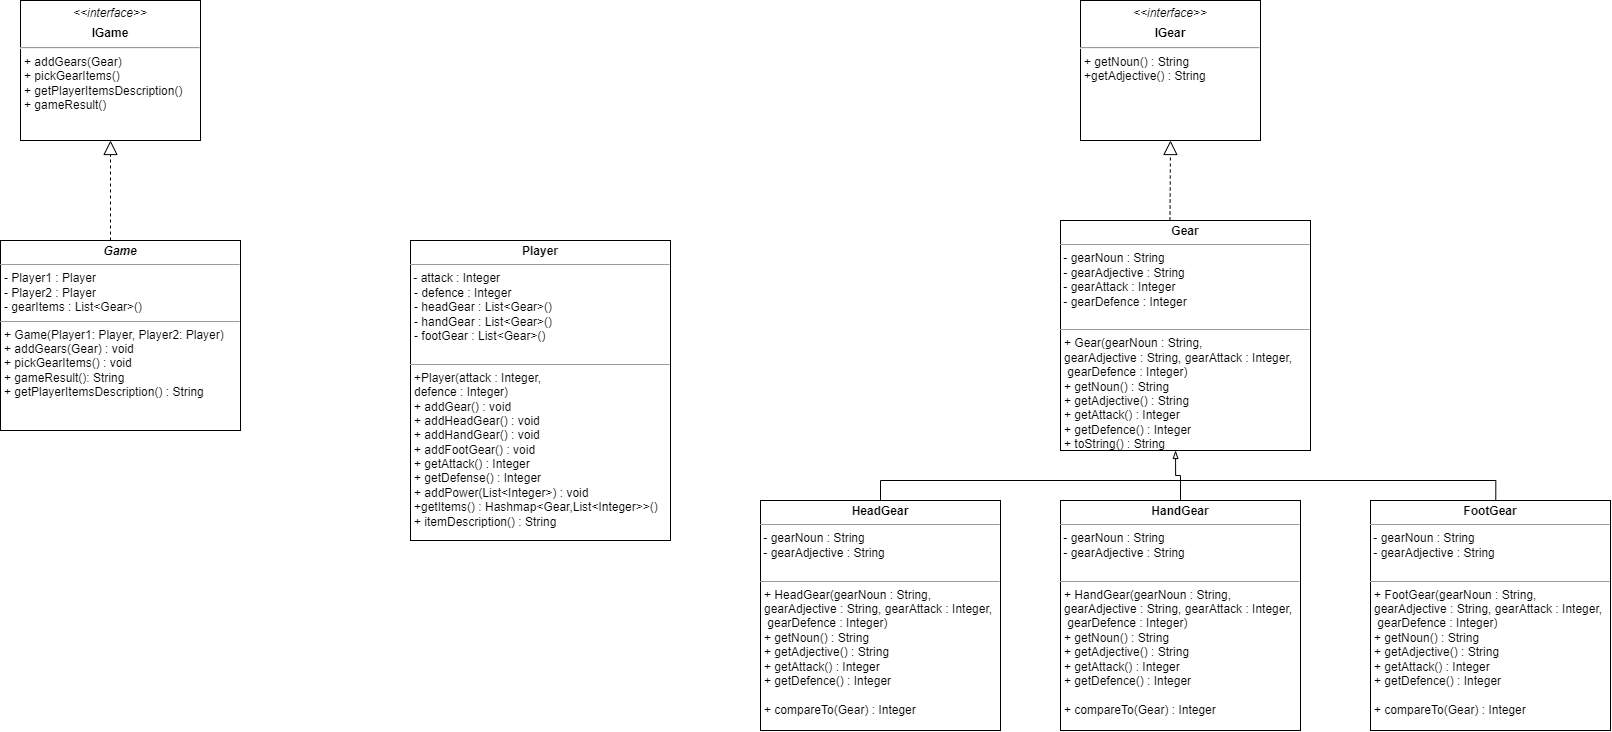 <<interface>>
IGame
+ addGears(Gear)
+ pickGearItems()
+ getPlayerItemsDescription()
+ gameResult()
<<interface>>
IGear
+ getNoun() : String
+getAdjective() : String
Game
- Player1 : Player
- Player2 : Player
- gearItems : List<Gear>()
+ Game(Player1: Player, Player2: Player)
+ addGears(Gear) : void
+ pickGearItems() : void
+ gameResult(): String
+ getPlayerItemsDescription() : String
Player
- attack : Integer
- defence : Integer
- headGear : List<Gear>()
- handGear : List<Gear>()
- footGear : List<Gear>()
+Player(attack : Integer,
defence : Integer)
+ addGear() : void
+ addHeadGear() : void
+ addHandGear() : void
+ addFootGear() : void
+ getAttack() : Integer
+ getDefense() : Integer
+ addPower(List<Integer>) : void
+getItems() : Hashmap<Gear,List<Integer>>()
+ itemDescription() : String
Gear
- gearNoun : String
- gearAdjective : String
- gearAttack : Integer
- gearDefence : Integer
+ Gear(gearNoun : String,
gearAdjective : String, gearAttack : Integer,
gearDefence : Integer)
+ getNoun() : String
+ getAdjective() : String
+ getAttack() : Integer
+ getDefence() : Integer
+ toString() : String
HeadGear
- gearNoun : String
- gearAdjective : String
+ HeadGear(gearNoun : String,
gearAdjective : String, gearAttack : Integer,
gearDefence : Integer)
+ getNoun() : String
+ getAdjective() : String
+ getAttack() : Integer
+ getDefence() : Integer
+ compareTo(Gear) : Integer
HandGear
- gearNoun : String
- gearAdjective : String
+ HandGear(gearNoun : String,
gearAdjective : String, gearAttack : Integer,
gearDefence : Integer)
+ getNoun() : String
+ getAdjective() : String
+ getAttack() : Integer
+ getDefence() : Integer
+ compareTo(Gear) : Integer
FootGear
- gearNoun : String
- gearAdjective : String
+ FootGear(gearNoun : String,
gearAdjective : String, gearAttack : Integer,
gearDefence : Integer)
+ getNoun() : String
+ getAdjective() : String
+ getAttack() : Integer
+ getDefence() : Integer
+ compareTo(Gear) : Integer